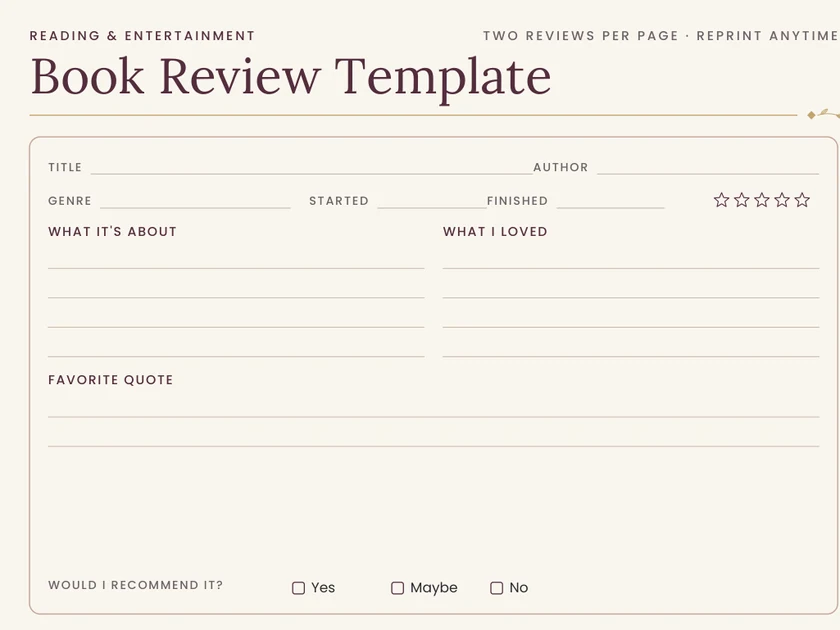 READING & ENTERTAINMENT
TWO REVIEWS PER PAGE · REPRINT ANYTIME
Book Review Template
TITLE AUTHOR
GENRE STARTED FINISHED
WHAT IT'S ABOUT WHAT I LOVED
FAVORITE QUOTE
WOULD I RECOMMEND IT? Yes Maybe No